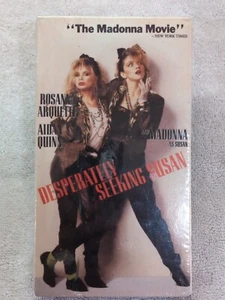 "The Madonna Movie"
—NEW YORK TIMES
ROSANNA
ARQUETTE
AIDAN
QUINN
MADONNA
AS SUSAN
DESPERATELY
SEEKING SUSAN